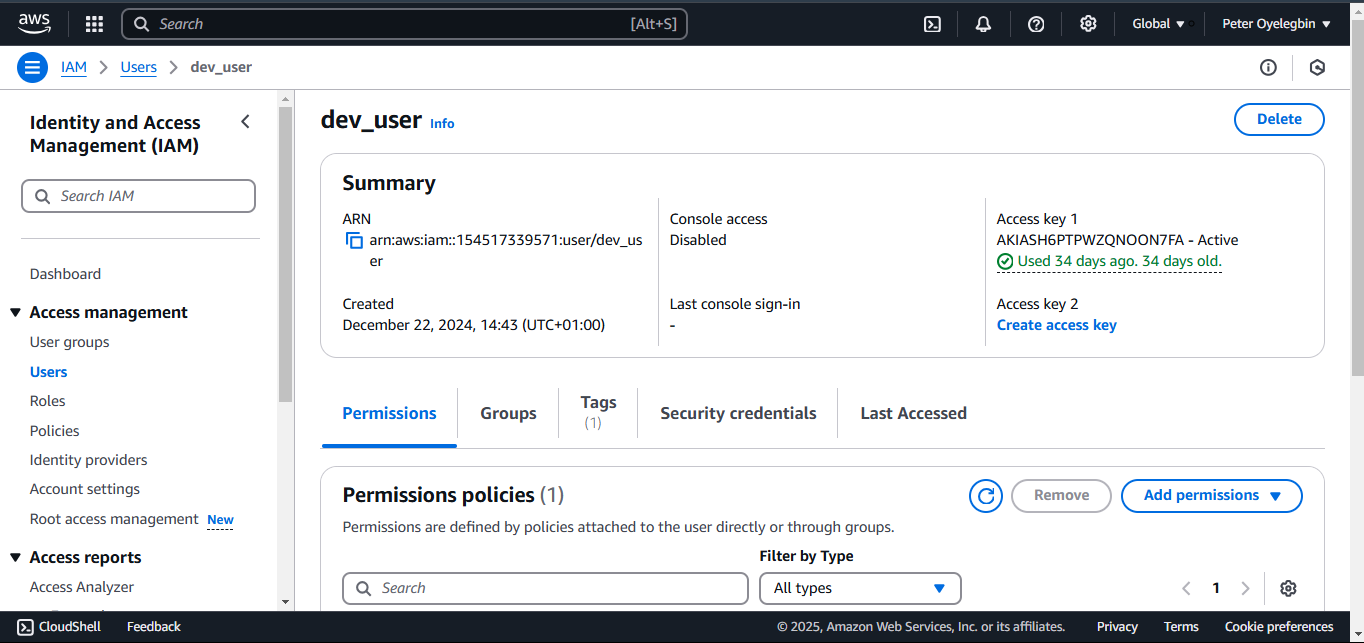 aws
Search [Alt+S]
Global
Peter Oyelegbin
IAM
Users
dev_user
Identity and Access
Management (IAM)
Search IAM
Dashboard
Access management
User groups
Users
Roles
Policies
Identity providers
Account settings
Root access management New
Access reports
Access Analyzer
dev_user Info
Delete
Summary
ARN
arn:aws:iam::154517339571:user/dev_us
er
Created
December 22, 2024, 14:43 (UTC+01:00)
Console access
Disabled
Last console sign-in
-
Access key 1
AKIASH6PTPWZQNOON7FA - Active
Used 34 days ago. 34 days old.
Access key 2
Create access key
Permissions
Groups
Tags
(1)
Security credentials
Last Accessed
Permissions policies (1)
Remove
Add permissions
Permissions are defined by policies attached to the user directly or through groups.
Filter by Type
Search
All types
1
CloudShell
Feedback
© 2025, Amazon Web Services, Inc. or its affiliates.
Privacy
Terms
Cookie preferences